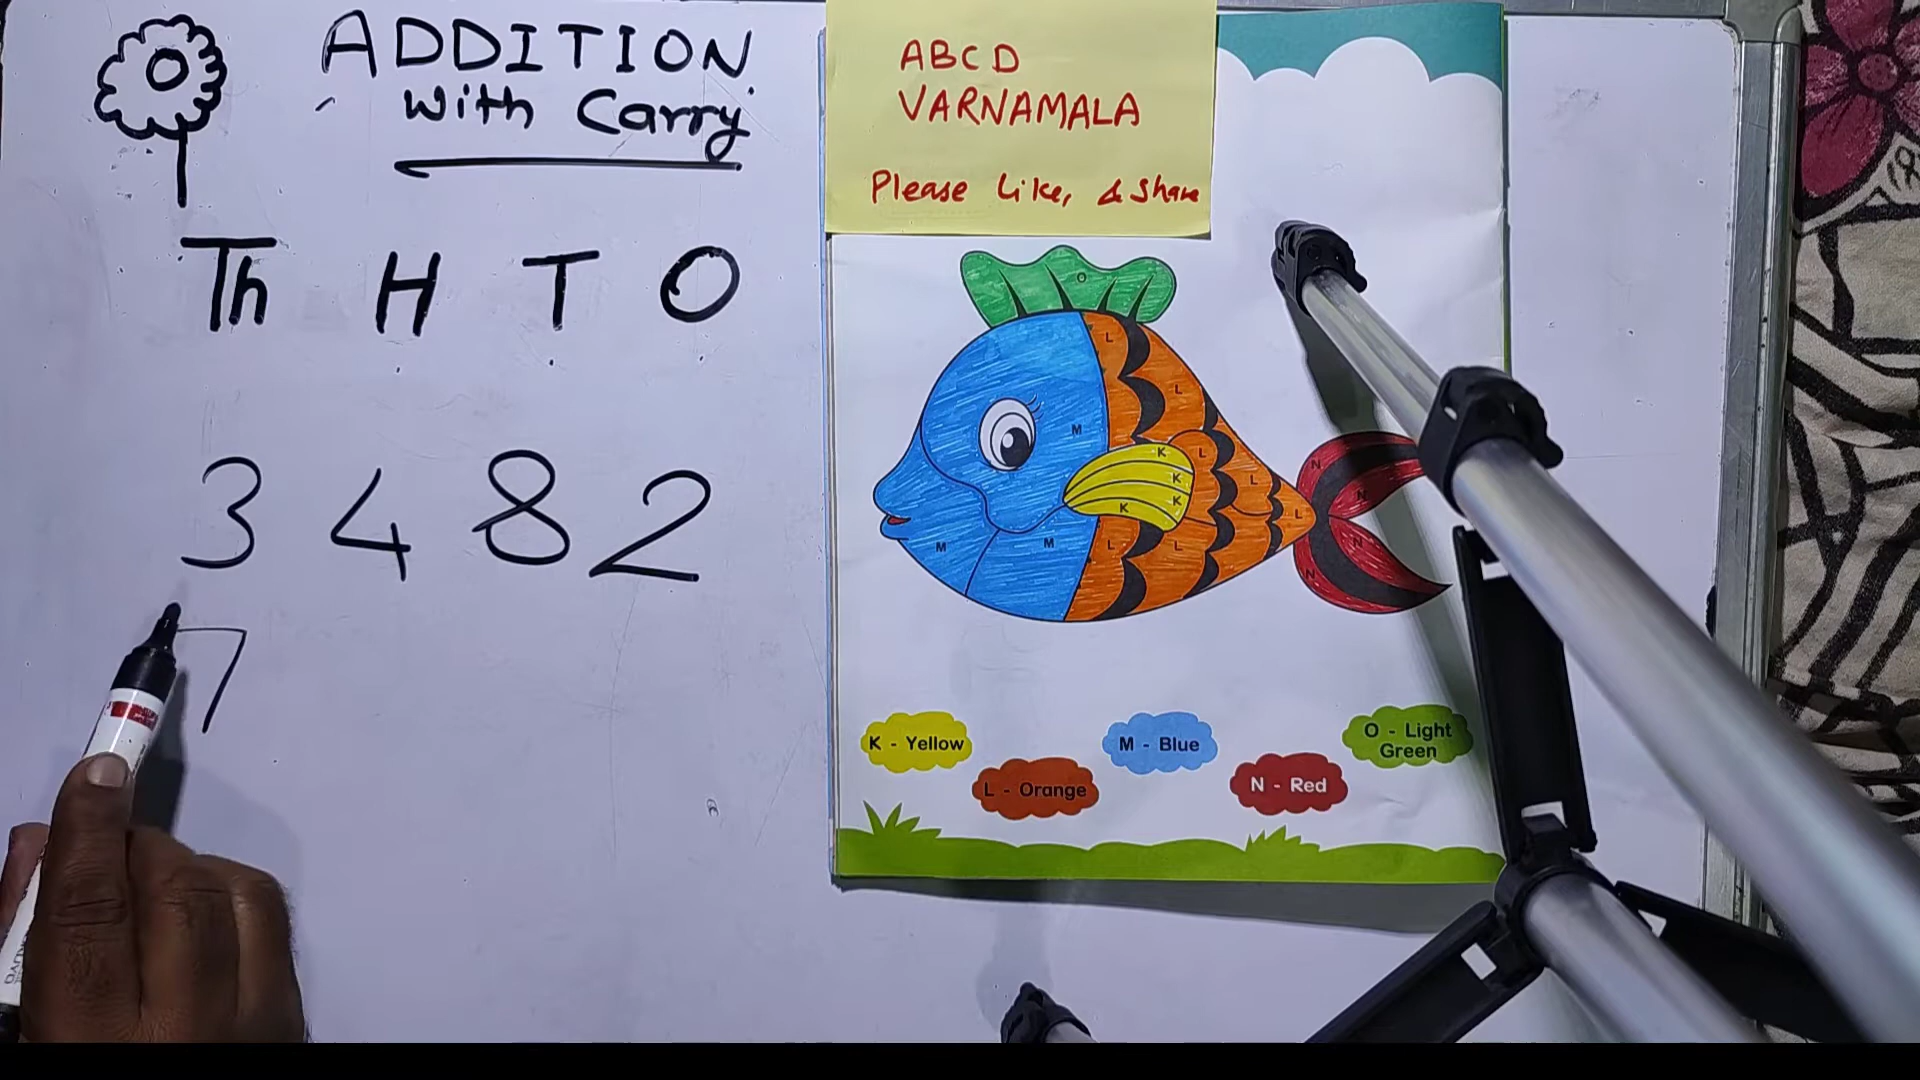 ADDITION
With Carry
Th H T O
3 4 8 2
7
ABCD
VARNAMALA
Please Like, & Share
O
L
L
M
K
L
K
K
K
L
L
M
M
L
L
N
N
N
N
K - Yellow
L - Orange
M - Blue
N - Red
O - Light
Green